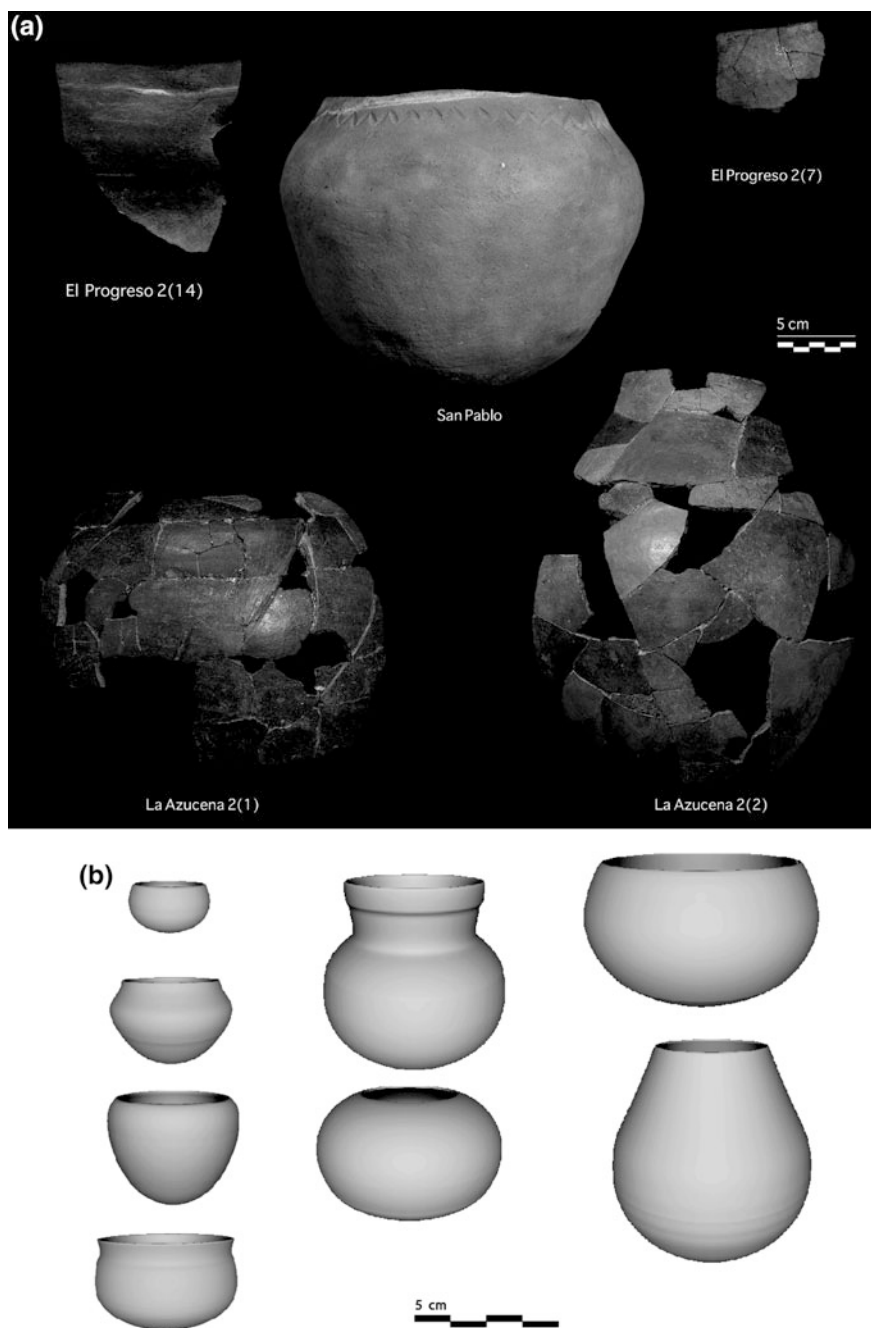 (a)
El Progreso 2(14)
El Progreso 2(7)
5 cm
San Pablo
La Azucena 2(1)
La Azucena 2(2)
(b)
5 cm